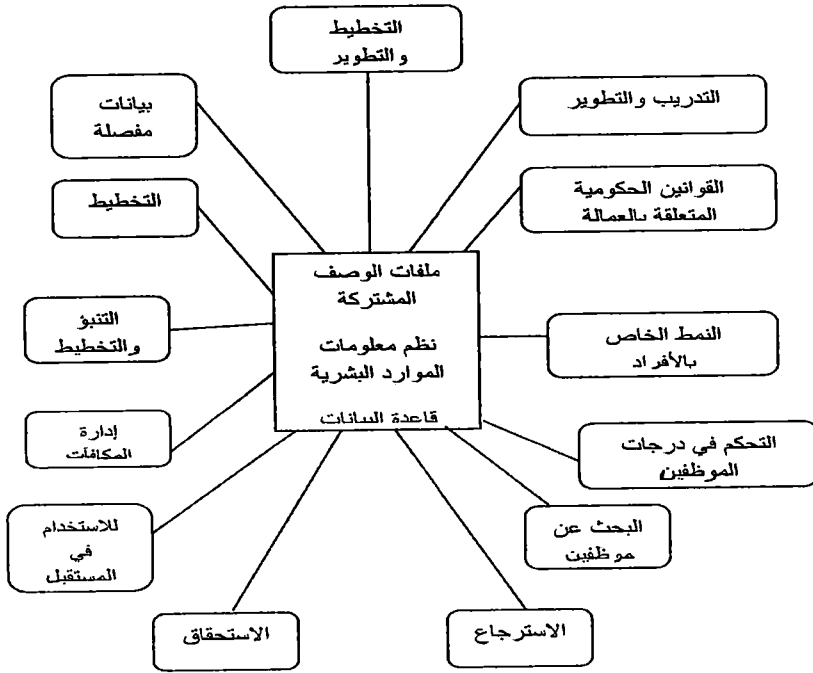 التخطيط
والتطوير
التدريب والتطوير
بيانات
مفصلة
القوانين الحكومية
المتعلقة بالعمالة
التخطيط
ملفات الوصف
المشتركة
نظم معلومات
الموارد البشرية
قاعدة البيانات
النمط الخاص
بالأفراد
التنبؤ
والتخطيط
التحكم في درجات
الموظفين
إدارة
المكافآت
البحث عن
موظفين
للاستخدام
في
المستقبل
الاسترجاع
الاستحقاق